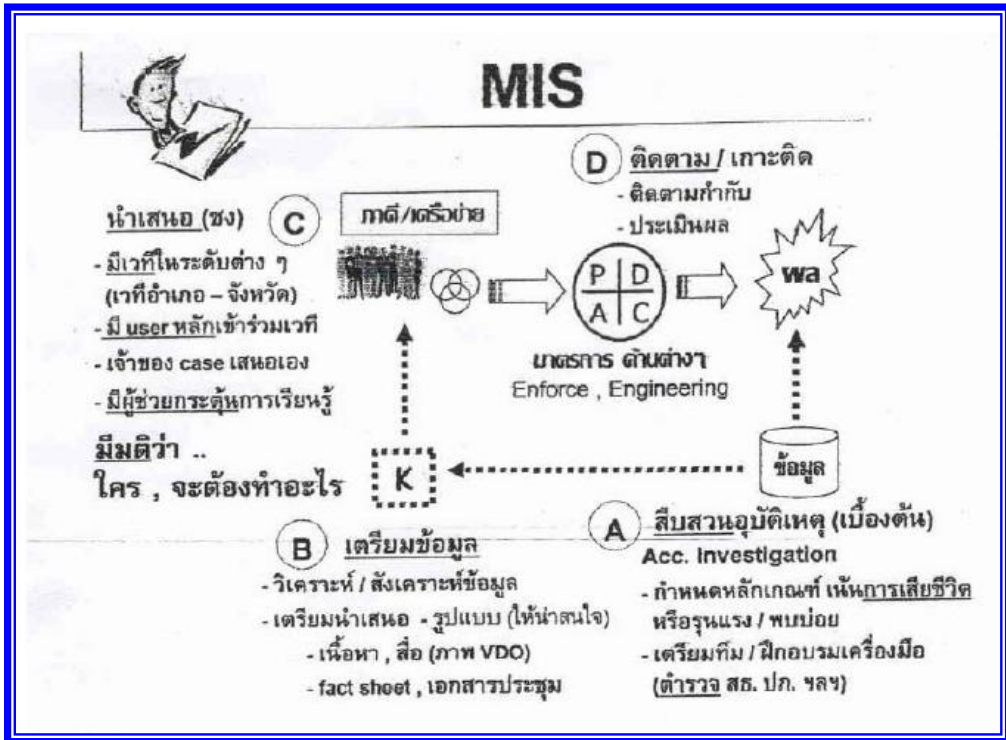 MIS
D ติดตาม / เกาะติด
- ติดตามกำกับ
- ประเมินผล
นำเสนอ (ชง) C
- มีเวทีในระดับต่าง ๆ
(เวทีอำเภอ – จังหวัด)
- มี user หลักเข้าร่วมเวที
- เจ้าของ case เสนอเอง
- มีผู้ช่วยกระตุ้นการเรียนรู้
มีมติว่า ..
ใคร , จะต้องทำอะไร
ภาคี/เครือข่าย
P D
A C
มาตรการ ด้านต่างๆ
Enforce , Engineering
ผล
K
ข้อมูล
B เตรียมข้อมูล
- วิเคราะห์ / สังเคราะห์ข้อมูล
- เตรียมนำเสนอ - รูปแบบ (ให้น่าสนใจ)
- เนื้อหา , สื่อ (ภาพ VDO)
- fact sheet , เอกสารประชุม
A สืบสวนอุบัติเหตุ (เบื้องต้น)
Acc. Investigation
- กำหนดหลักเกณฑ์ เน้นการเสียชีวิต
หรือรุนแรง / พบบ่อย
- เตรียมทีม / ฝึกอบรมเครื่องมือ
(ตำรวจ สธ. ปภ. ฯลฯ)